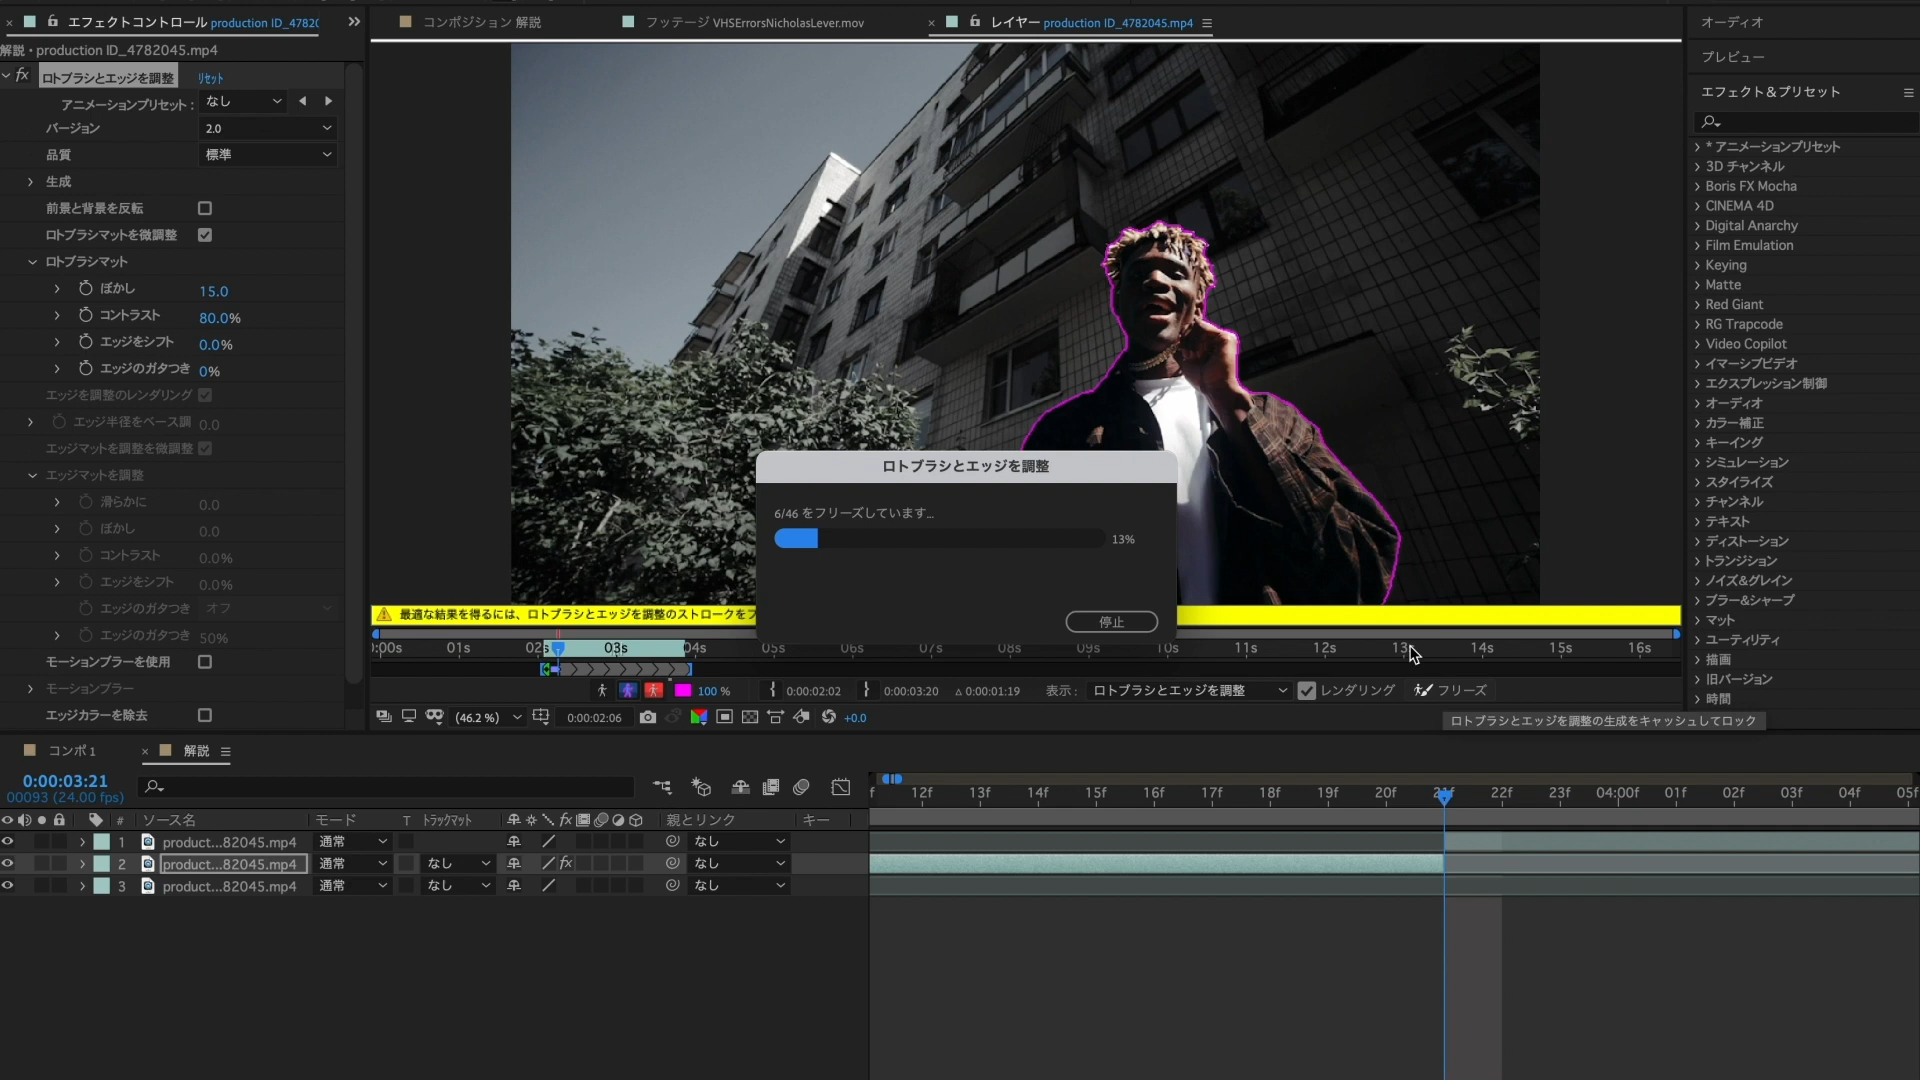 エフェクトコントロール production ID_4782(
コンポジション 解説
フッテージ VHSErrorsNicholasLever.mov
レイヤー production ID_4782045.mp4
オーディオ
解説・production ID_4782045.mp4
プレビュー
fx ロトブラシとエッジを調整 リセット
エフェクト&プリセット
アニメーションプリセット : なし
バージョン 2.0
品質 標準
生成
前景と背景を反転
ロトブラシマットを微調整
ロトブラシマット
ぼかし 15.0
コントラスト 80.0%
エッジをシフト 0.0%
エッジのガタつき 0%
エッジを調整のレンダリング
エッジ半径をベース調 0.0
エッジマットを調整を微調整
エッジマットを調整
滑らかに 0.0
ぼかし 0.0
コントラスト 0.0%
エッジをシフト 0.0%
エッジのガタつき オフ
エッジのガタつき 50%
モーションブラーを使用
モーションブラー
エッジカラーを除去
* アニメーションプリセット
3D チャンネル
Boris FX Mocha
CINEMA 4D
Digital Anarchy
Film Emulation
Keying
Matte
Red Giant
RG Trapcode
Video Copilot
イマーシブビデオ
エクスプレッション制御
オーディオ
カラー補正
キーイング
シミュレーション
スタイライズ
チャンネル
テキスト
ディストーション
トランジション
ノイズ&グレイン
ブラー&シャープ
マット
ユーティリティ
描画
旧バージョン
時間
ロトブラシとエッジを調整
6/46 をフリーズしています...
13%
停止
最適な結果を得るには、ロトブラシとエッジを調整のストロークをフ
):00s 01s 02s 03s 04s 05s 06s 07s 08s 09s 10s 11s 12s 13s 14s 15s 16s
100 % 0:00:02:02 0:00:03:20 Δ 0:00:01:19 表示 : ロトブラシとエッジを調整 レンダリング フリーズ
(46.2 %) 0:00:02:06 +0.0
ロトブラシとエッジを調整の生成をキャッシュしてロック
コンポ 1 解説
0:00:03:21
00093 (24.00 fps)
f 12f 13f 14f 15f 16f 17f 18f 19f 20f 21f 22f 23f 04:00f 01f 02f 03f 04f 05f
# ソース名 モード T トラックマット fx 親とリンク キー
1 product...82045.mp4 通常 なし
2 product...82045.mp4 通常 なし fx なし
3 product...82045.mp4 通常 なし なし